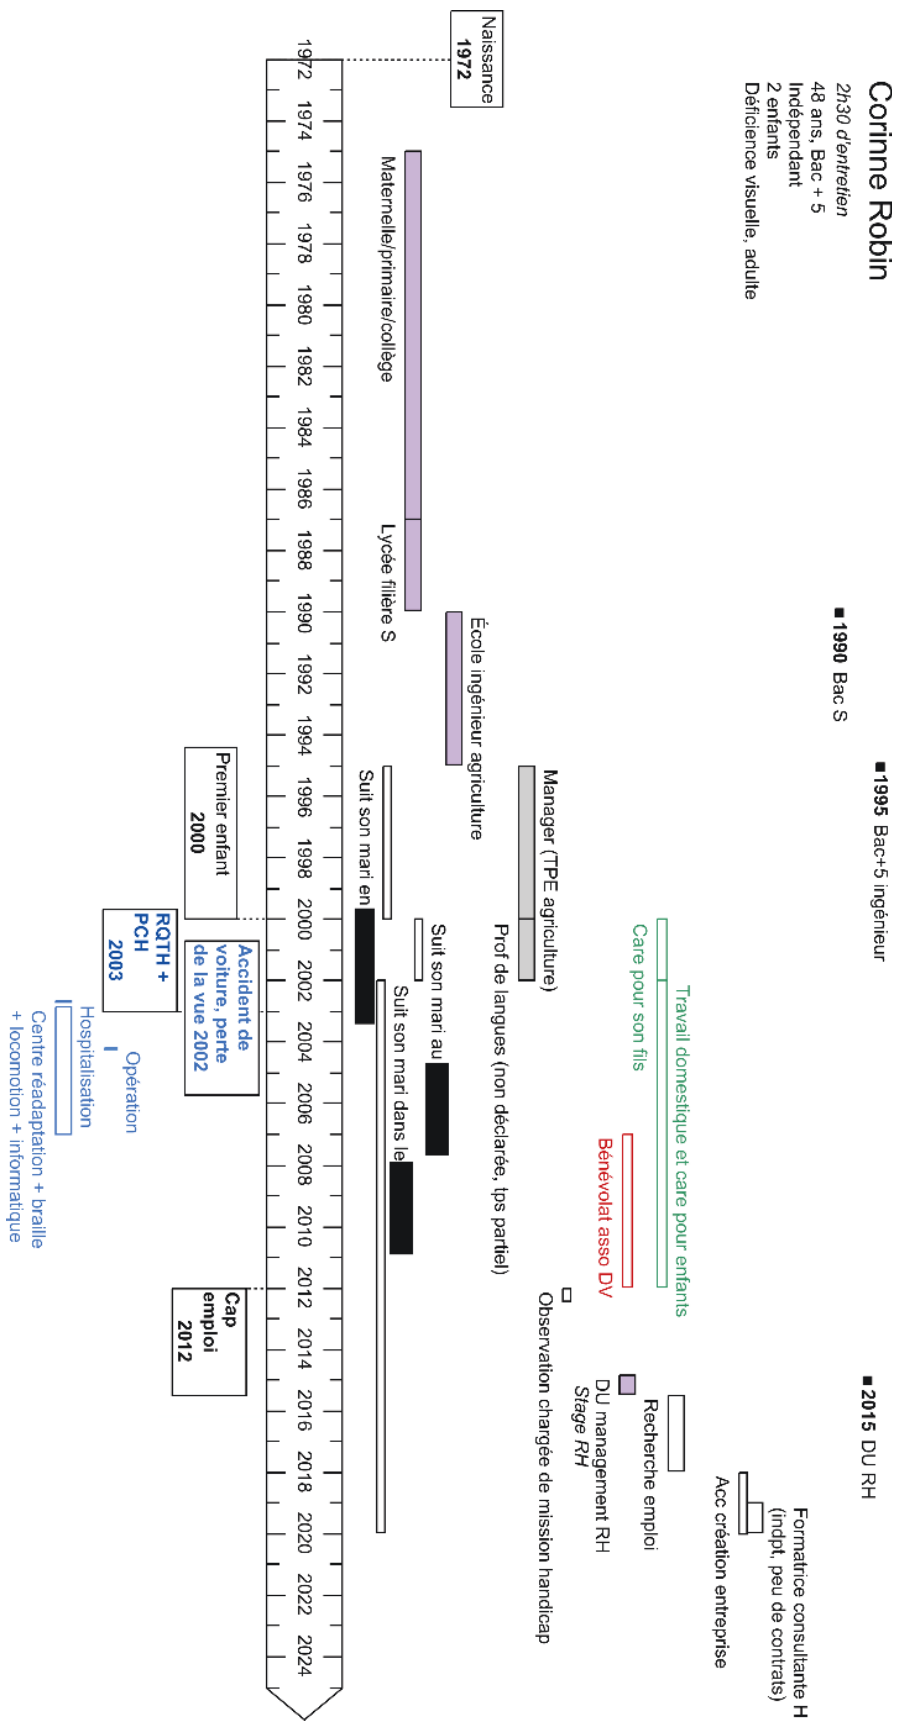 Corinne Robin
2h30 d'entretien
48 ans, Bac + 5
Indépendant
2 enfants
Déficience visuelle, adulte
■ 1990 Bac S
■1995 Bac+5 ingénieur
■ 2015 DU RH
Formatrice consultante H
(indpt, peu de contrats)
Acc création entreprise
Travail domestique et care pour enfants
Recherche emploi
Care pour son fils
Bénévolat asso DV
DU management RH
Stage RH
Manager (TPE agriculture)
Observation chargée de mission handicap
Prof de langues (non déclarée, tps partiel)
Naissance
1972
École ingénieur agriculture
Suit son mari au
Maternelle/primaire/collège
Lycée filière S
Suit son mari dans le
Suit son mari en
1972
1974
1976
1978
1980
1982
1984
1986
1988
1990
1992
1994
1996
1998
2000
2002
2004
2006
2008
2010
2012
2014
2016
2018
2020
2022
2024
Premier enfant
2000
Accident de
voiture, perte
de la vue 2002
Cap
emploi
2012
RQTH +
PCH
2003
Opération
Hospitalisation
Centre réadaptation + braille
+ locomotion + informatique